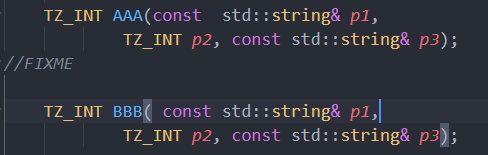 TZ_INT AAA(const  std::string& p1,
TZ_INT p2, const std::string& p3);
//FIXME
TZ_INT BBB( const std::string& p1,
TZ_INT p2, const std::string& p3);